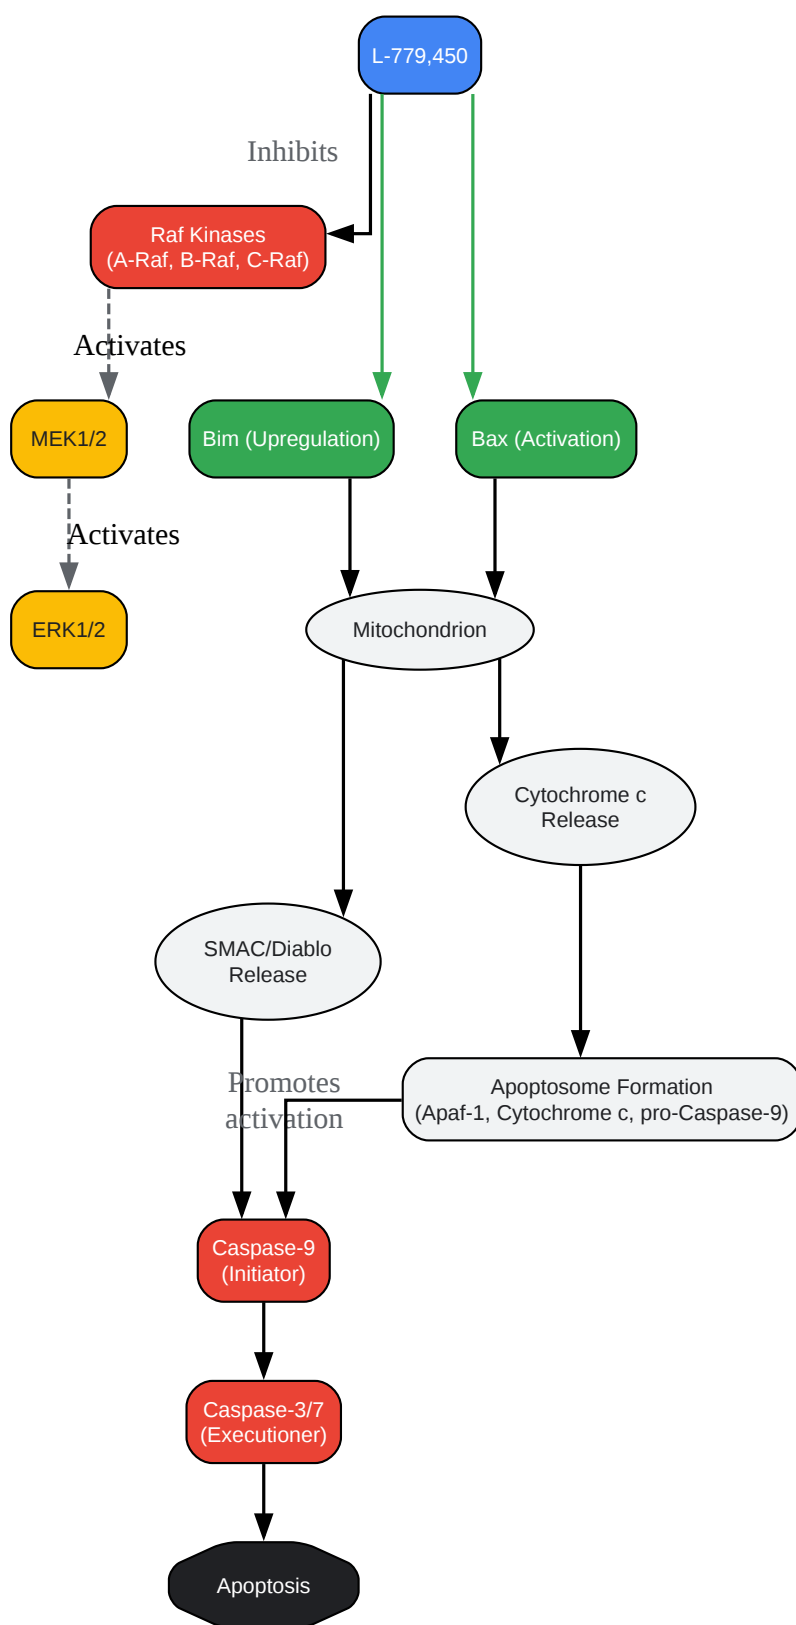 L-779,450
Inhibits
Raf Kinases
(A-Raf, B-Raf, C-Raf)
Activates
MEK1/2
Bim (Upregulation)
Bax (Activation)
Activates
ERK1/2
Mitochondrion
Cytochrome c
Release
SMAC/Diablo
Release
Promotes
activation
Apoptosome Formation
(Apaf-1, Cytochrome c, pro-Caspase-9)
Caspase-9
(Initiator)
Caspase-3/7
(Executioner)
Apoptosis